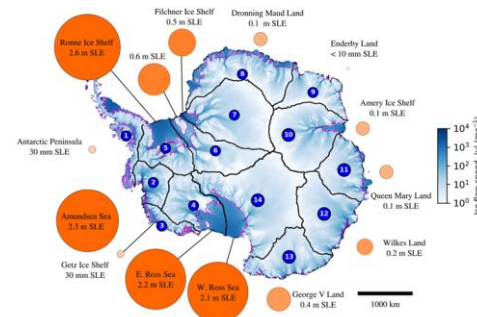 Ronne Ice Shelf
2.6 m SLE
Filchner Ice Shelf
0.5 m SLE
0.6 m SLE
Dronning Maud Land
0.1 m SLE
Enderby Land
< 10 mm SLE
Amery Ice Shelf
0.1 m SLE
Antarctic Peninsula
30 mm SLE
Queen Mary Land
0.1 m SLE
Amundsen Sea
2.3 m SLE
Wilkes Land
0.2 m SLE
Getz Ice Shelf
30 mm SLE
E. Ross Sea
2.2 m SLE
W. Ross Sea
2.1 m SLE
George V Land
0.4 m SLE
1000 km
1
2
3
4
5
6
7
8
9
10
11
12
13
14
10⁴
10³
10²
10¹
10⁰